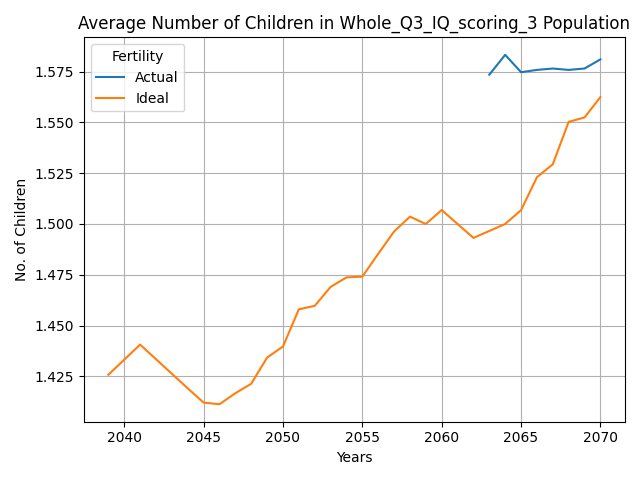 Average Number of Children in Whole_Q3_IQ_scoring_3 Population
Fertility
Actual
Ideal
1.575
1.550
1.525
1.500
1.475
1.450
1.425
No. of Children
2040 2045 2050 2055 2060 2065 2070
Years